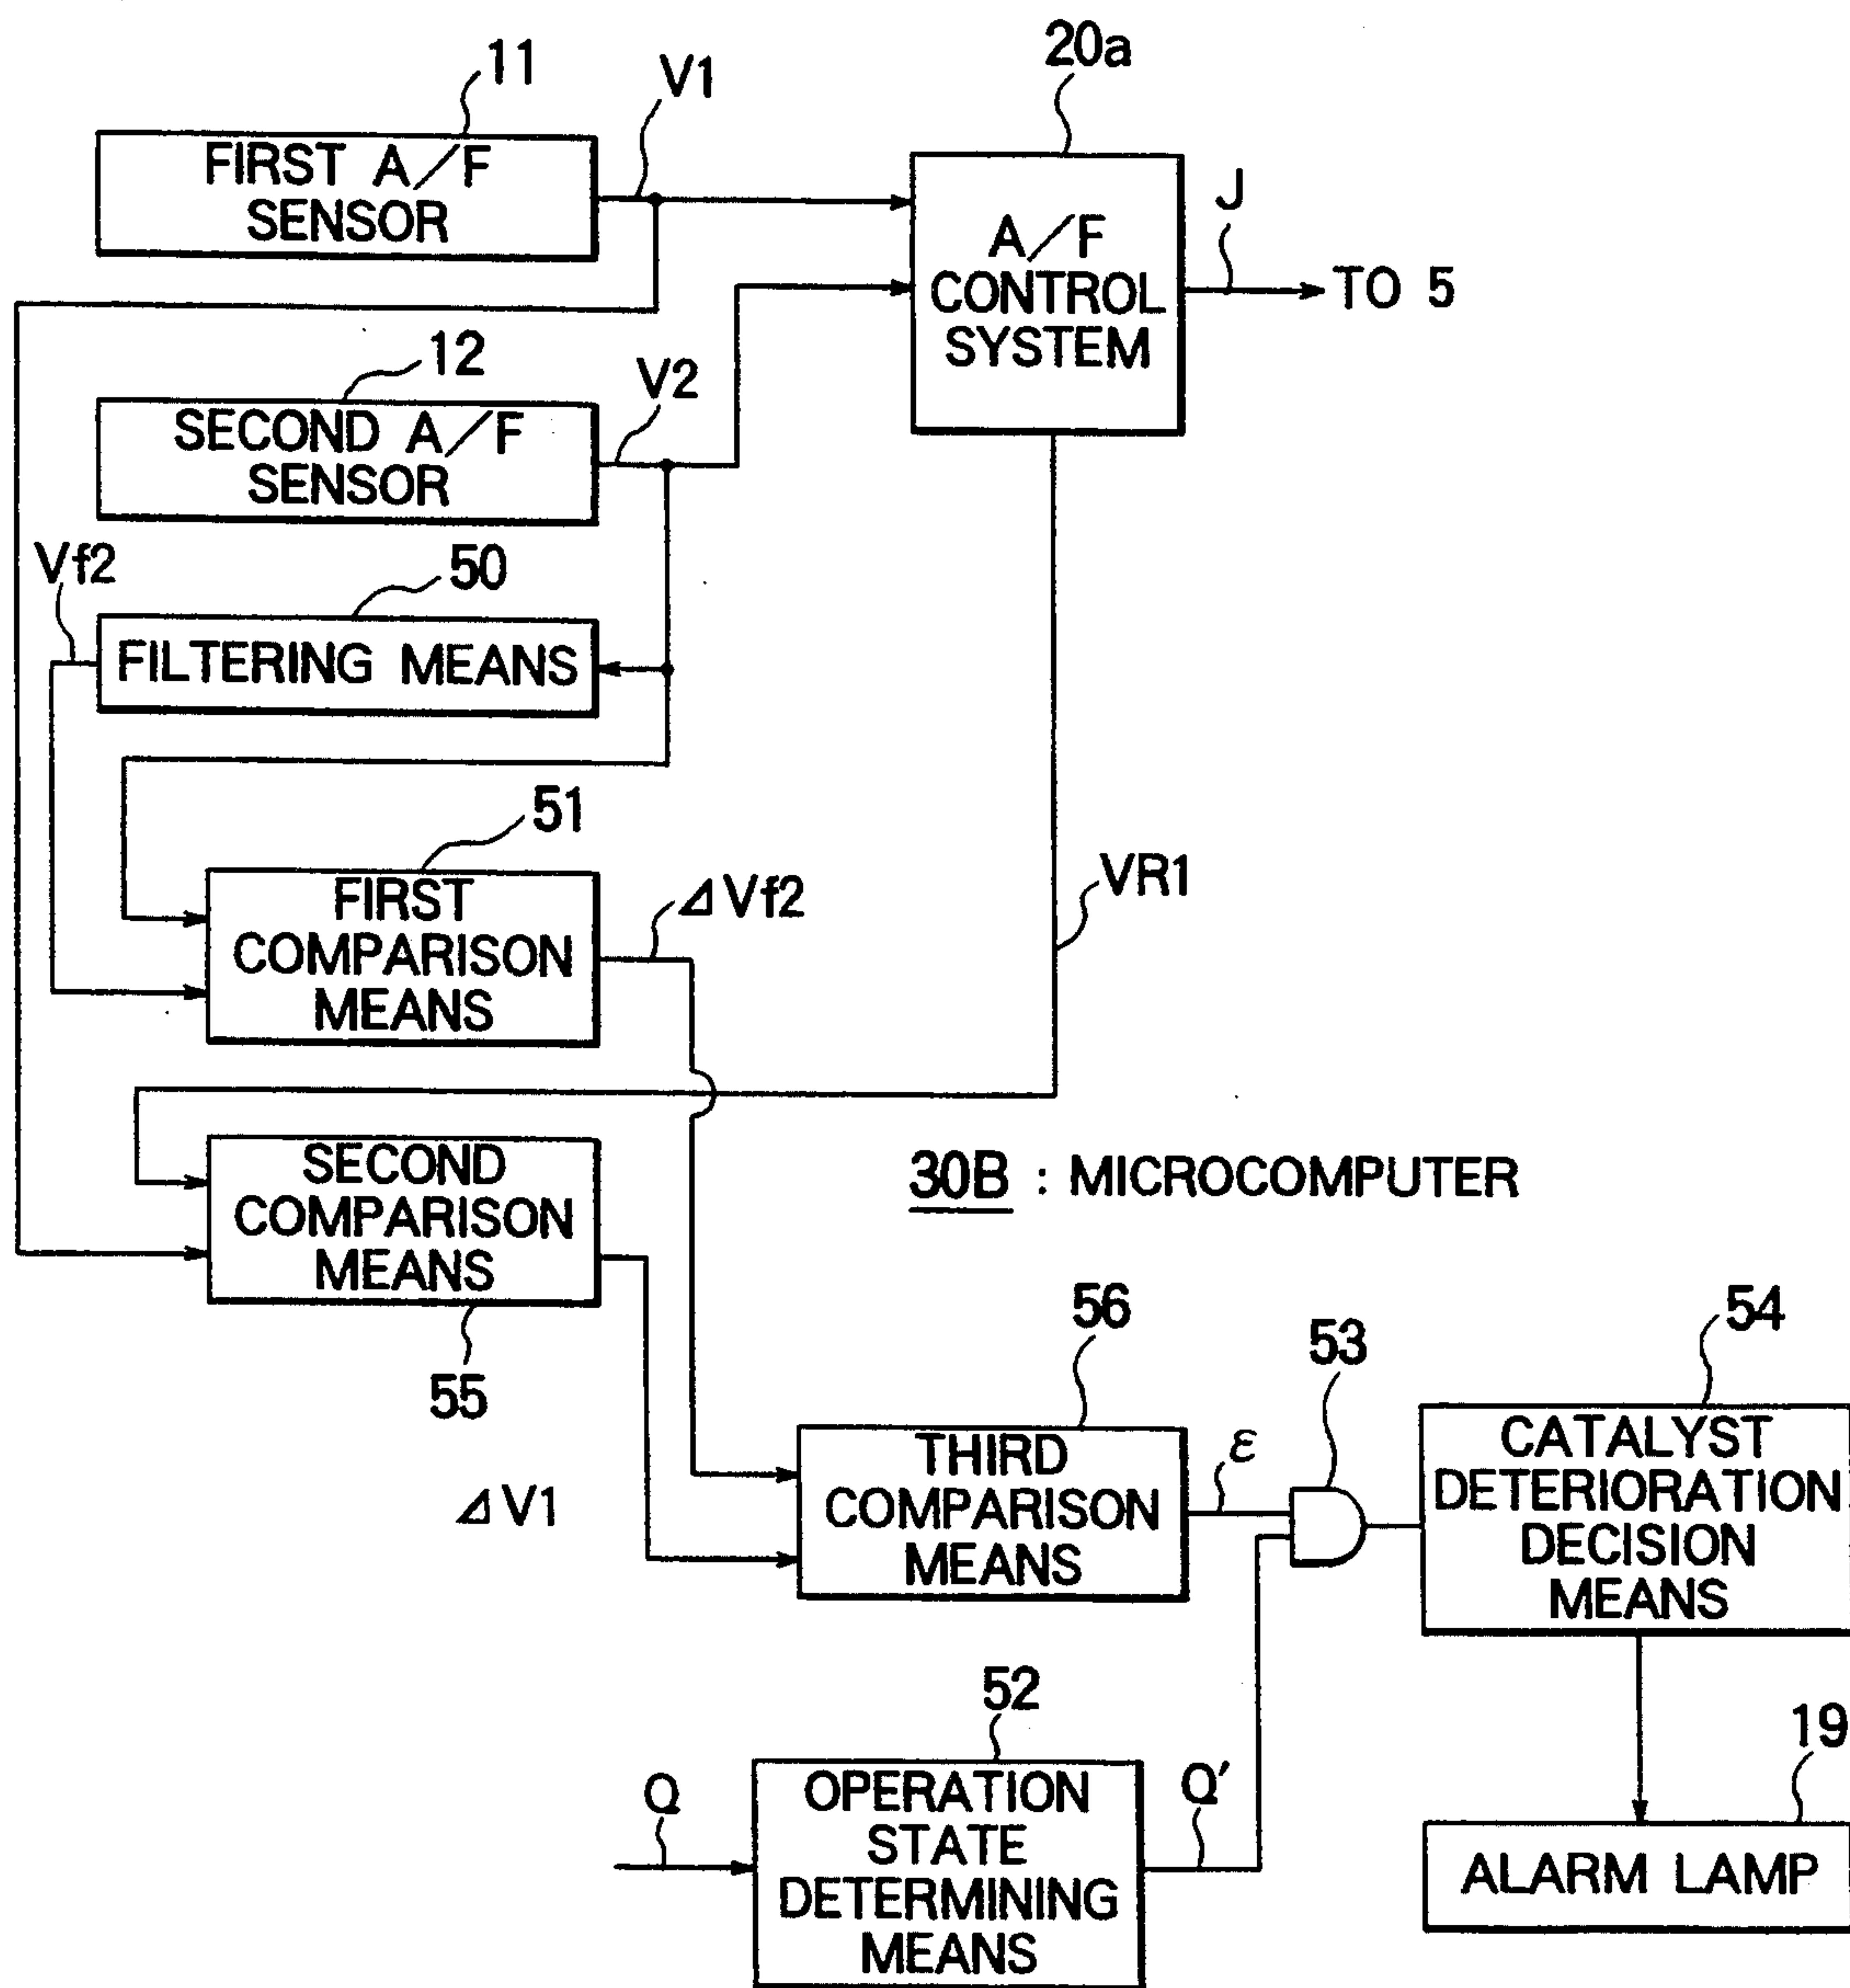 20a
11
V1
FIRST A/F
SENSOR
A/F
CONTROL
SYSTEM
J
TO 5
12
V2
SECOND A/F
SENSOR
Vf2
50
FILTERING MEANS
51
FIRST
COMPARISON
MEANS
⊿Vf2
VR1
SECOND
COMPARISON
MEANS
55
30B : MICROCOMPUTER
⊿V1
56
THIRD
COMPARISON
MEANS
ε
53
54
CATALYST
DETERIORATION
DECISION
MEANS
52
Q
OPERATION
STATE
DETERMINING
MEANS
Q'
19
ALARM LAMP